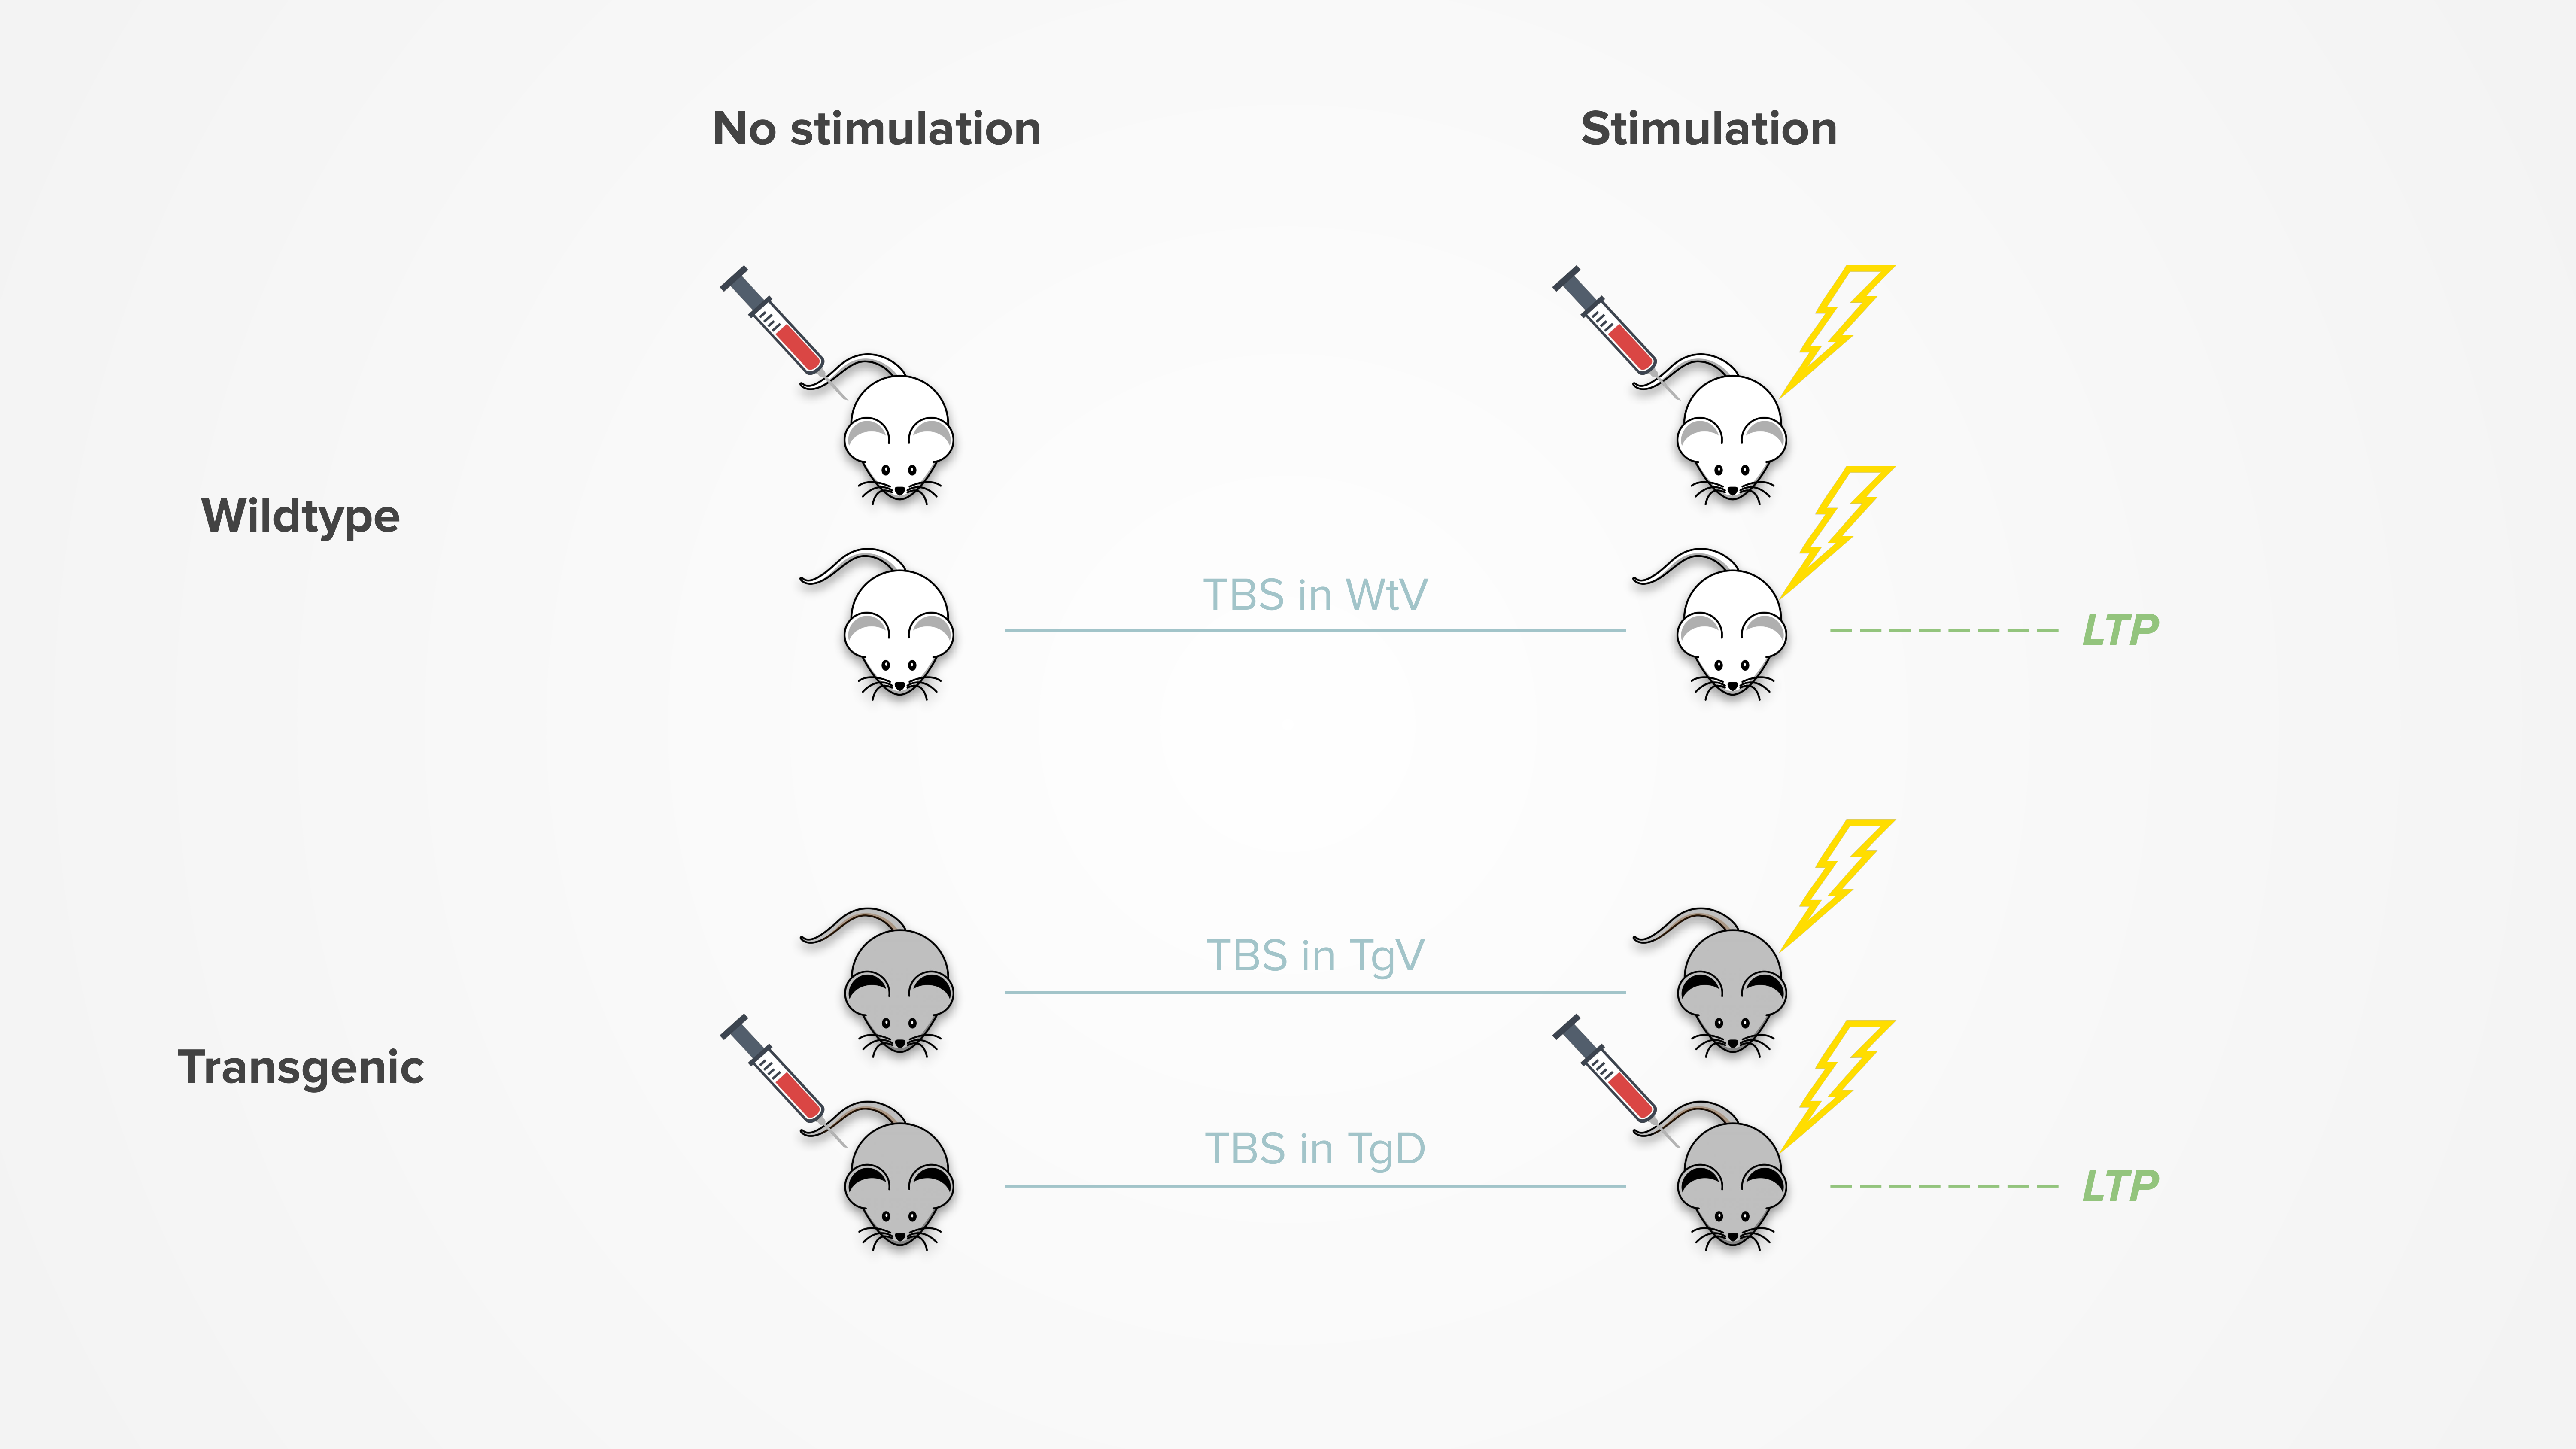 No stimulation
Stimulation
Wildtype
TBS in WtV
LTP
TBS in TgV
Transgenic
TBS in TgD
LTP